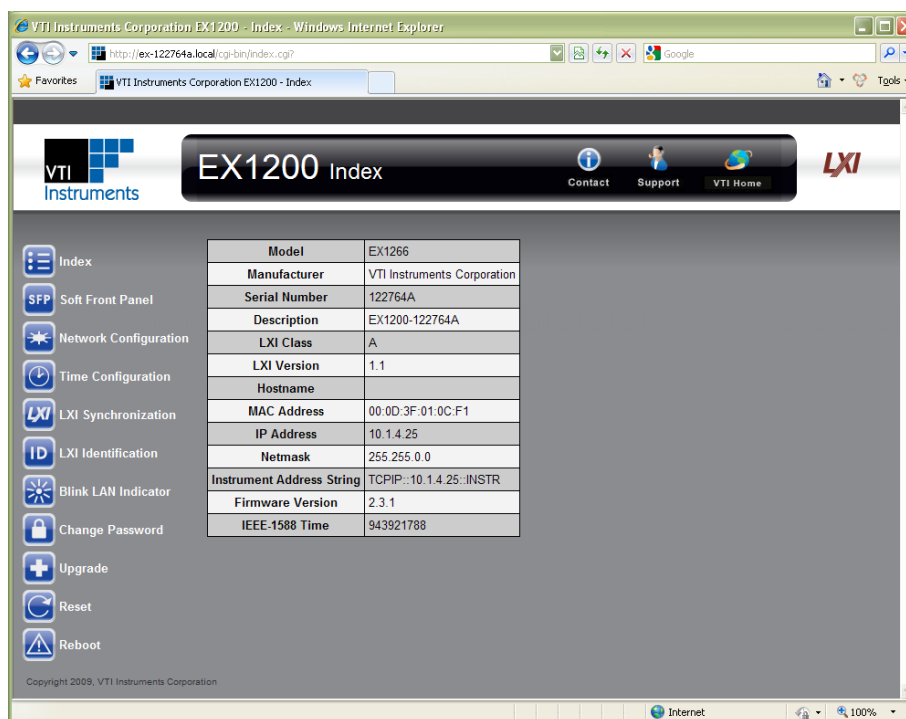 VTI Instruments Corporation EX1200 - Index - Windows Internet Explorer
http://ex-122764a.local/cgi-bin/index.cgi?
Google
Favorites
VTI Instruments Corporation EX1200 - Index
Tools
VTI
Instruments
EX1200 Index
Contact
Support
VTI Home
LXI
Index
SFP Soft Front Panel
Network Configuration
Time Configuration
LXI LXI Synchronization
ID LXI Identification
Blink LAN Indicator
Change Password
Upgrade
Reset
Reboot
Model EX1266
Manufacturer VTI Instruments Corporation
Serial Number 122764A
Description EX1200-122764A
LXI Class A
LXI Version 1.1
Hostname
MAC Address 00:0D:3F:01:0C:F1
IP Address 10.1.4.25
Netmask 255.255.0.0
Instrument Address String TCPIP::10.1.4.25::INSTR
Firmware Version 2.3.1
IEEE-1588 Time 943921788
Copyright 2009, VTI Instruments Corporation
Internet
100%